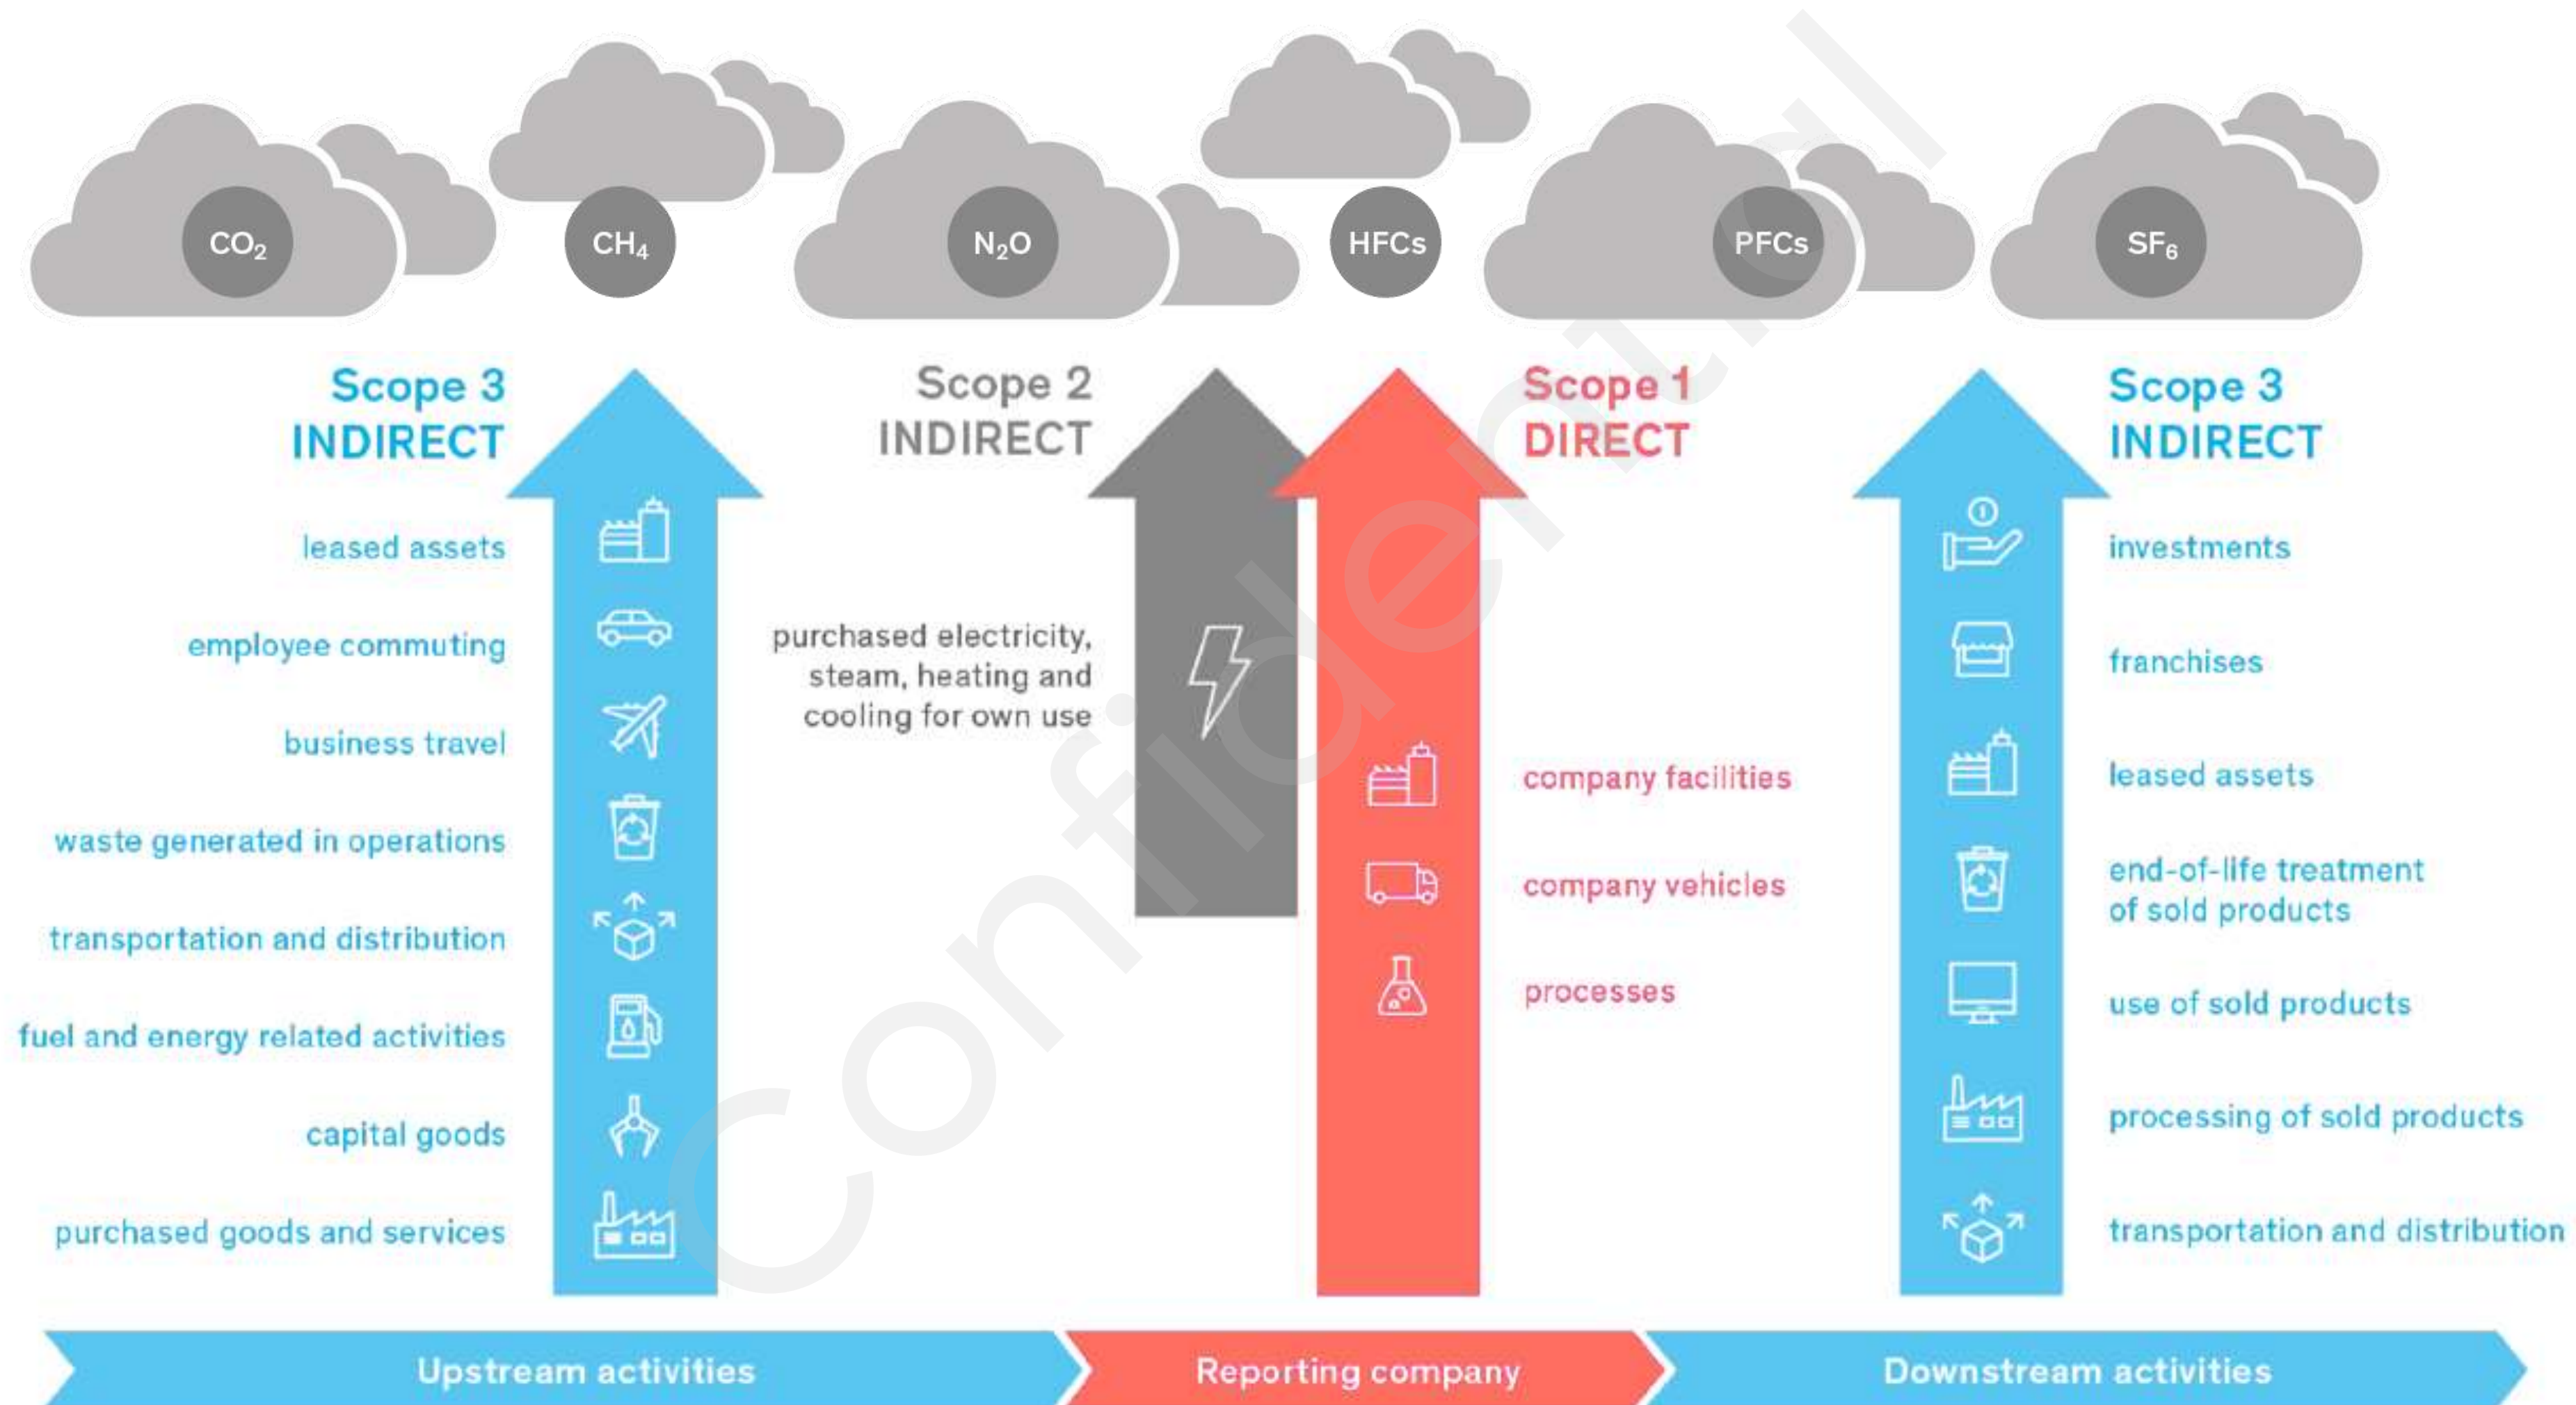 CO₂
CH₄
N₂O
HFCs
PFCs
SF₆
Scope 3
INDIRECT
leased assets
employee commuting
business travel
waste generated in operations
transportation and distribution
fuel and energy related activities
capital goods
purchased goods and services
Scope 2
INDIRECT
purchased electricity,
steam, heating and
cooling for own use
Scope 1
DIRECT
company facilities
company vehicles
processes
Scope 3
INDIRECT
investments
franchises
leased assets
end-of-life treatment
of sold products
use of sold products
processing of sold products
transportation and distribution
Upstream activities
Reporting company
Downstream activities
Confidential